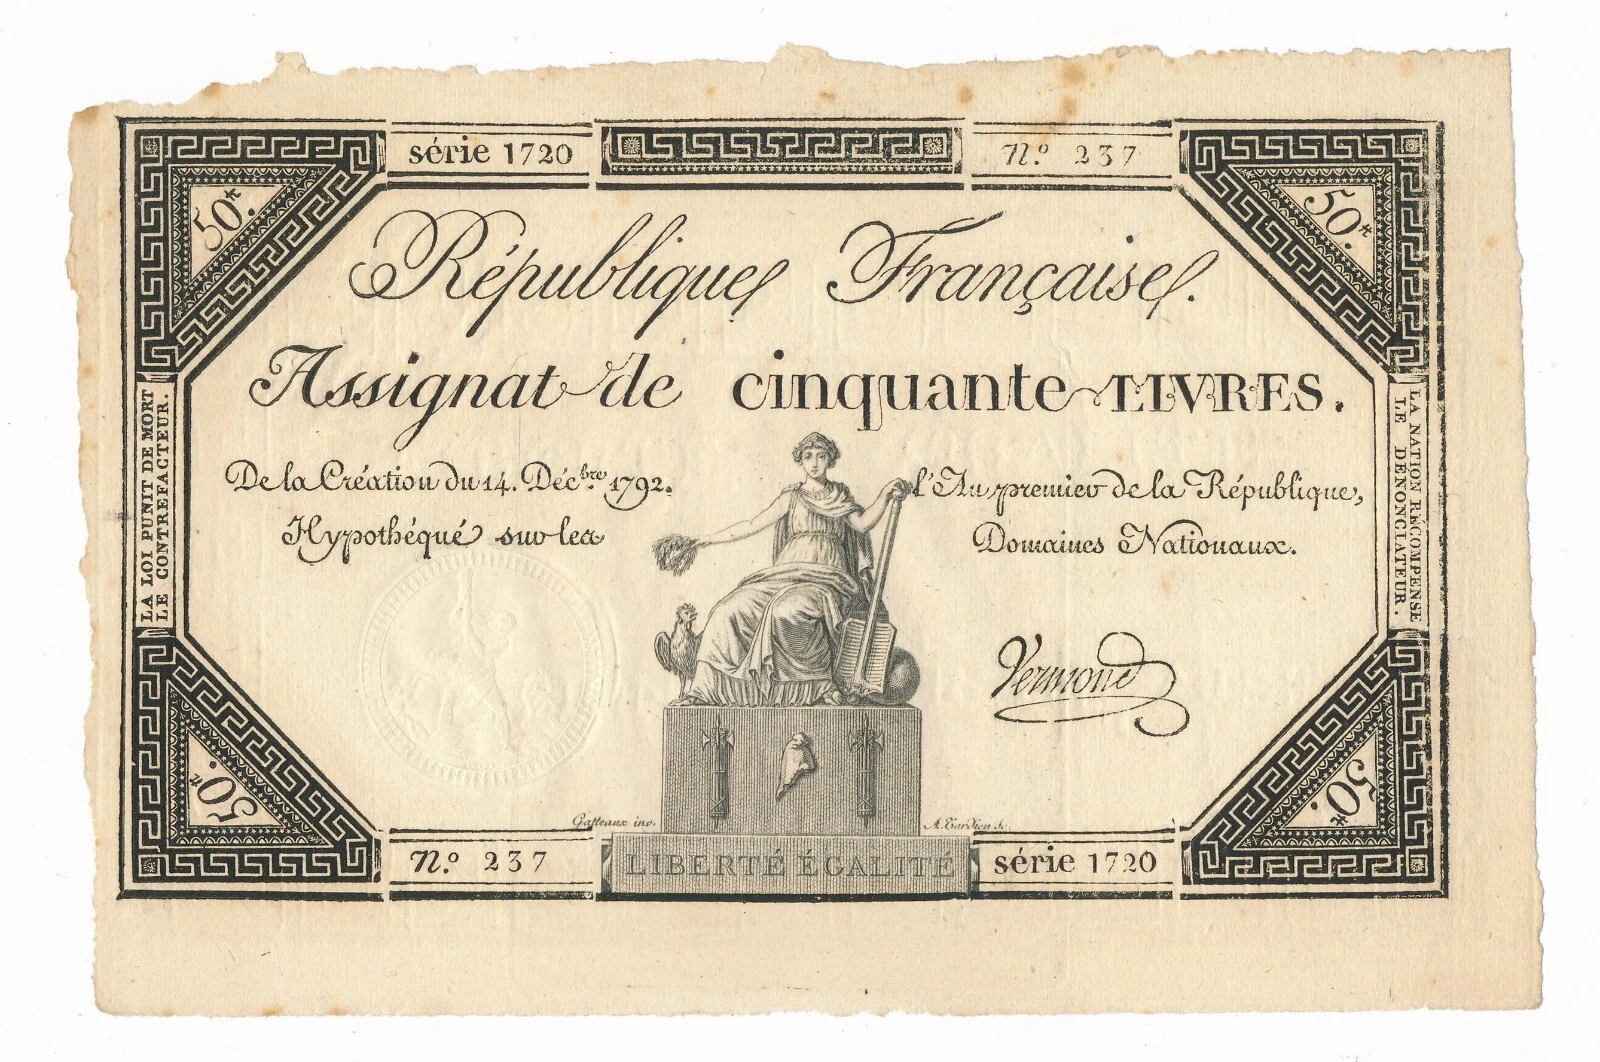 série 1720
N.º 237
50.₶
50.₶
République Française.
Assignat de cinquante LIVRES.
De la Création du 14. Déc.bre 1792. l'An premier de la République,
Hypothéqué sur les Domaines Nationaux.
LA LOI PUNIT DE MORT
LE CONTREFACTEUR.
LA NATION RÉCOMPENSE
LE DÉNONCIATEUR.
Vermond
Gatteaux inv.
A. Tardieu sc.
50.₶
50.₶
N.º 237
LIBERTÉ ÉGALITÉ
série 1720